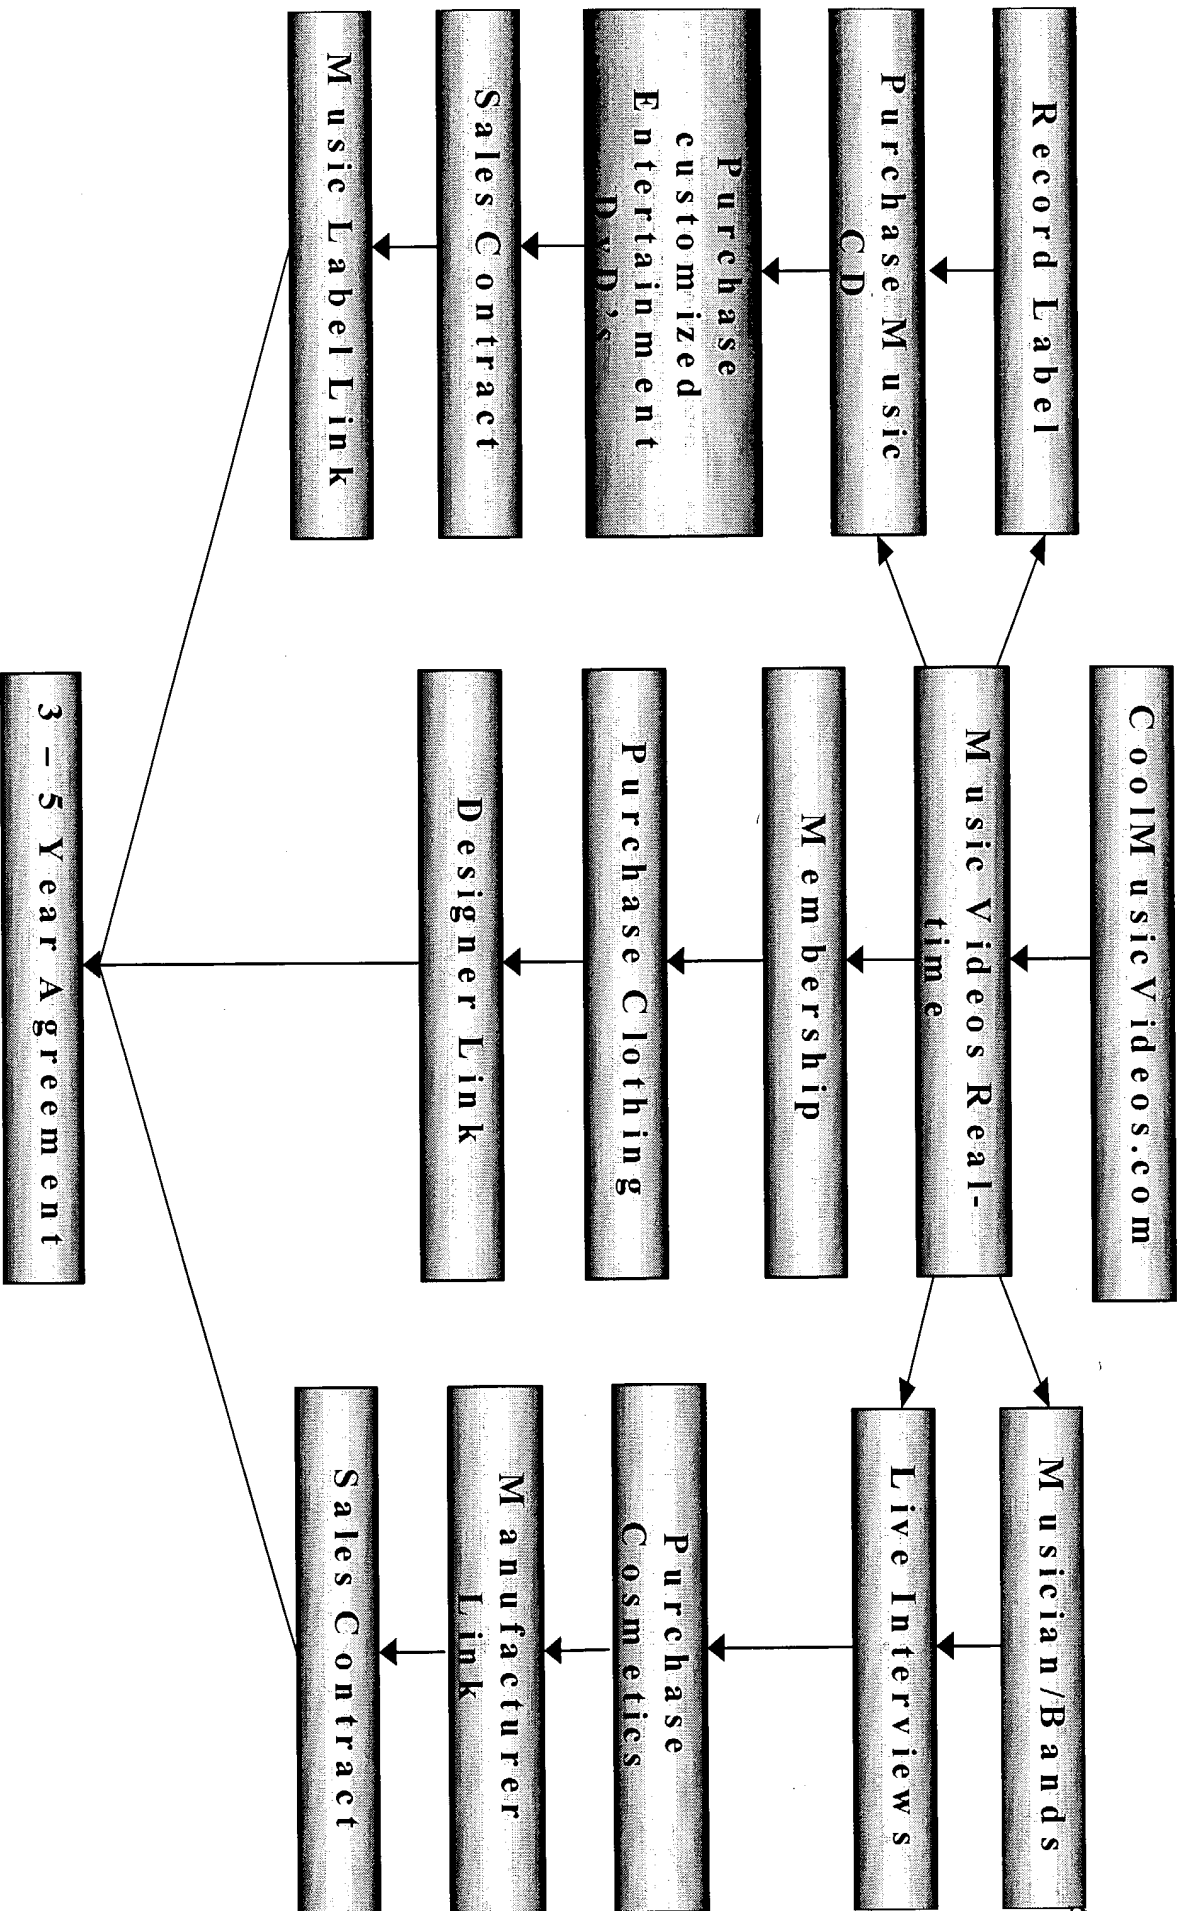 CoolMusicVideos.com
Record Label
Purchase Music
CD
Purchase
customized
Entertainment
DvD's
Sales Contract
Music Label Link
Music Videos Real-
time
Membership
Purchase Clothing
Designer Link
Musician/Bands
Live Interviews
Purchase
Cosmetics
Manufacturer
Link
Sales Contract
3 – 5 Year Agreement